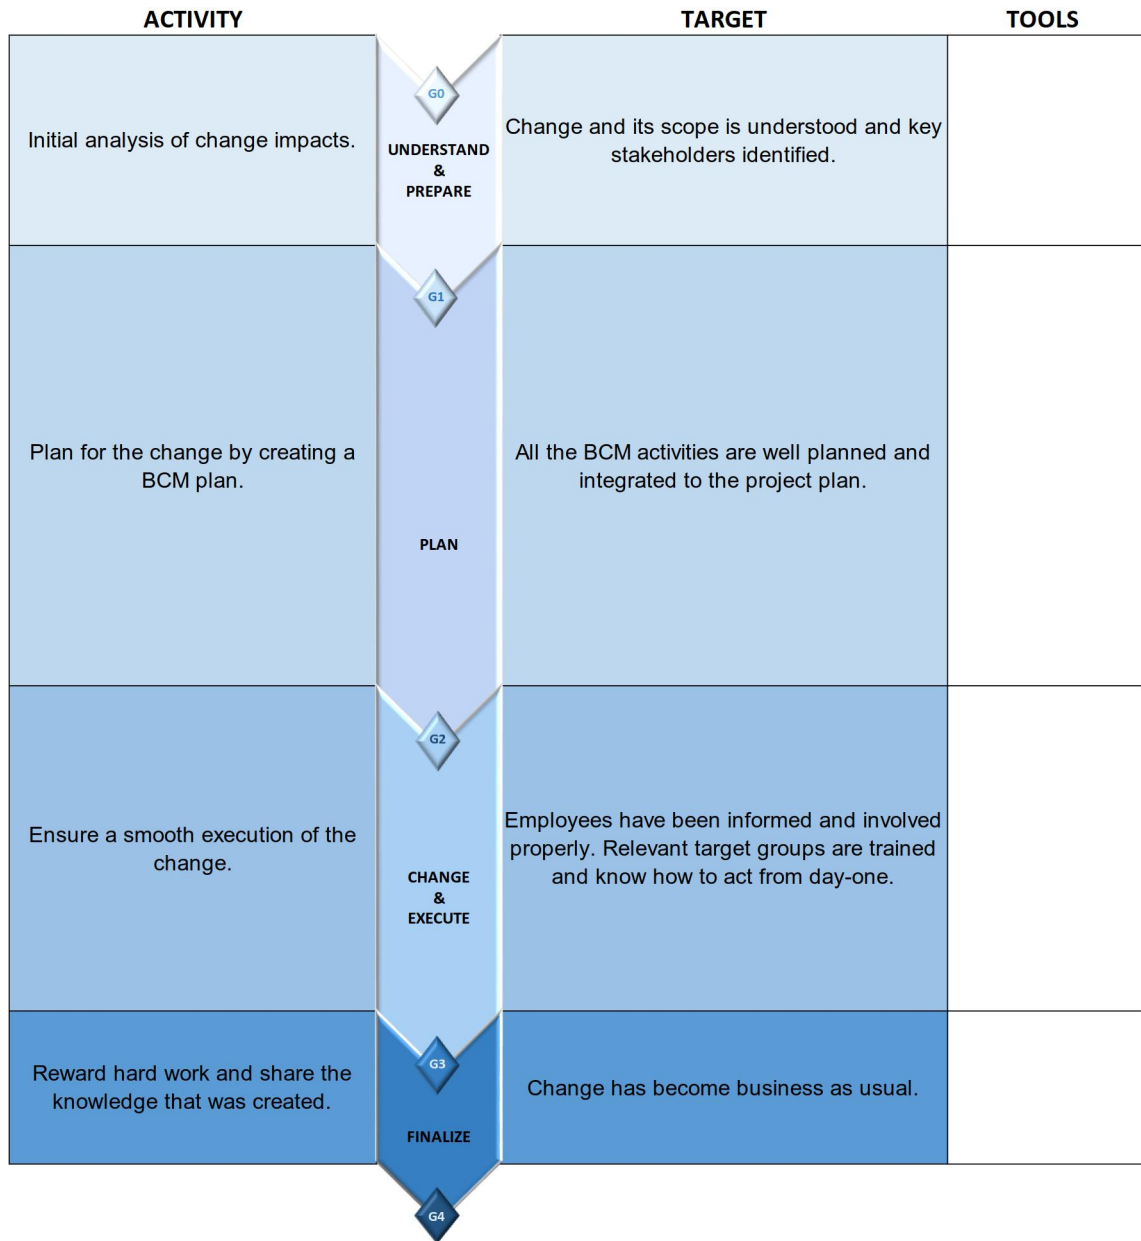 ACTIVITY TARGET TOOLS
G0
Initial analysis of change impacts.
UNDERSTAND
&
PREPARE
Change and its scope is understood and key
stakeholders identified.
G1
Plan for the change by creating a
BCM plan.
PLAN
All the BCM activities are well planned and
integrated to the project plan.
G2
Ensure a smooth execution of the
change.
CHANGE
&
EXECUTE
Employees have been informed and involved
properly. Relevant target groups are trained
and know how to act from day-one.
G3
Reward hard work and share the
knowledge that was created.
FINALIZE
Change has become business as usual.
G4